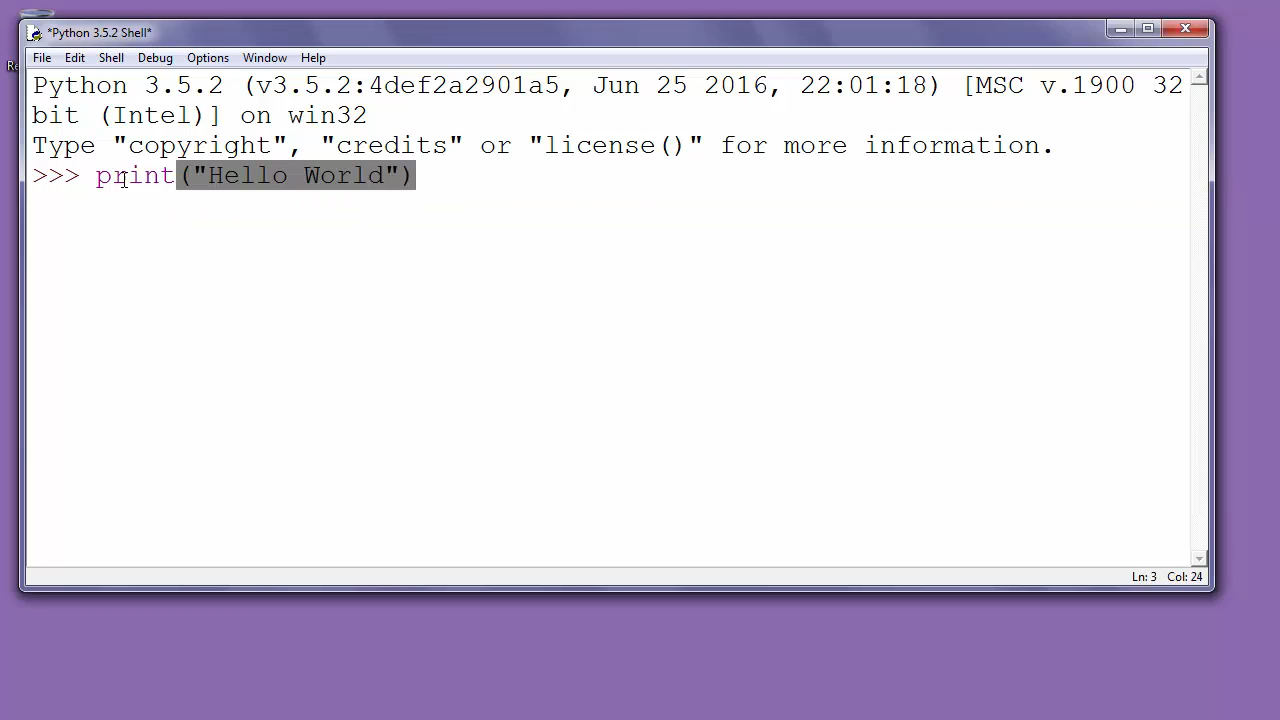 Re
*Python 3.5.2 Shell*
File Edit Shell Debug Options Window Help
Python 3.5.2 (v3.5.2:4def2a2901a5, Jun 25 2016, 22:01:18) [MSC v.1900 32
bit (Intel)] on win32
Type "copyright", "credits" or "license()" for more information.
>>> print("Hello World")
Ln: 3 Col: 24